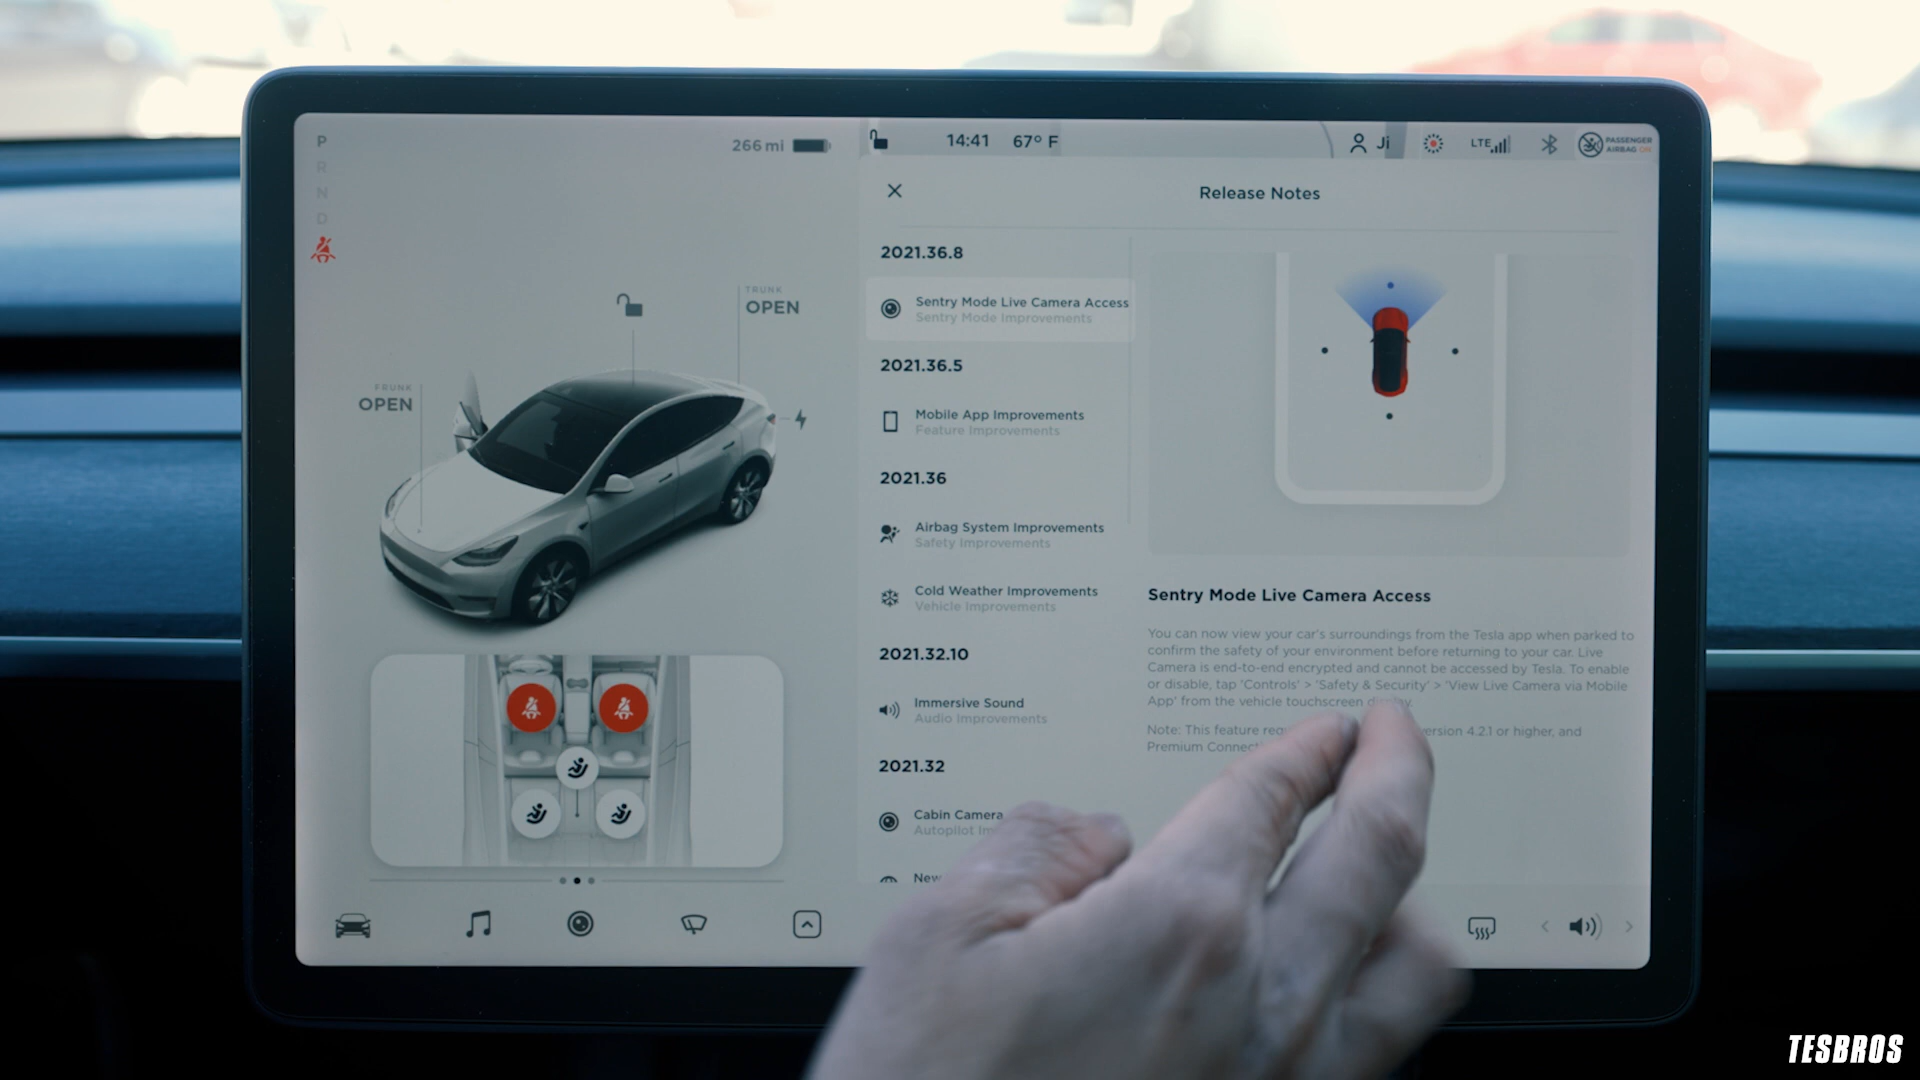 P
R
N
D
266 mi
14:41 67° F
Ji
LTE
PASSENGER
AIRBAG ON
TRUNK
OPEN
FRUNK
OPEN
Release Notes
2021.36.8
Sentry Mode Live Camera Access
Sentry Mode Improvements
2021.36.5
Mobile App Improvements
Feature Improvements
2021.36
Airbag System Improvements
Safety Improvements
Cold Weather Improvements
Vehicle Improvements
2021.32.10
Immersive Sound
Audio Improvements
2021.32
Cabin Camera
Autopilot
New
Sentry Mode Live Camera Access
You can now view your car's surroundings from the Tesla app when parked to
confirm the safety of your environment before returning to your car. Live
Camera is end-to-end encrypted and cannot be accessed by Tesla. To enable
or disable, tap 'Controls' > 'Safety & Security' > 'View Live Camera via Mobile
App' from the vehicle touchscreen display.
Note: This feature version 4.2.1 or higher, and
Premium
TESBROS